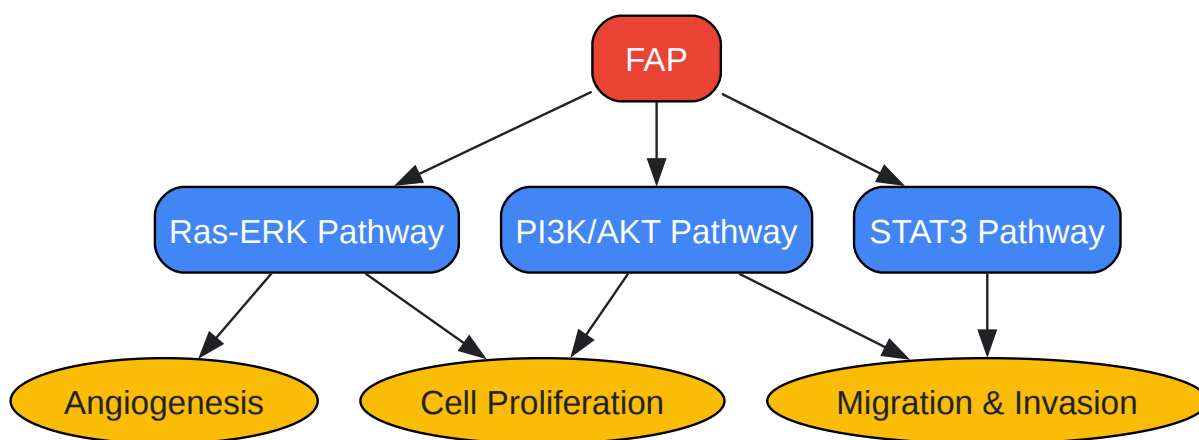 FAP
Ras-ERK Pathway
PI3K/AKT Pathway
STAT3 Pathway
Angiogenesis
Cell Proliferation
Migration & Invasion